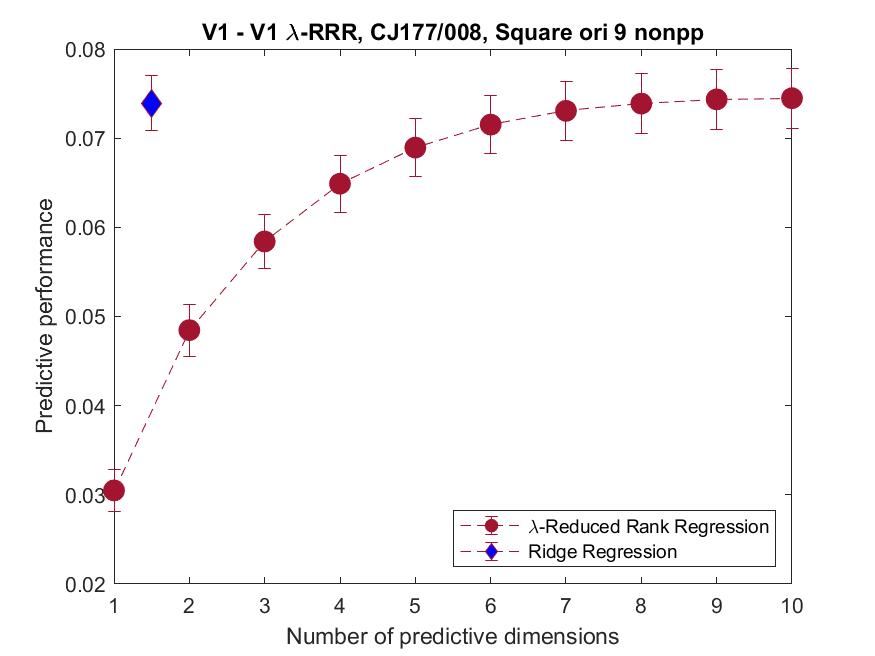 V1 - V1 λ-RRR, CJ177/008, Square ori 9 nonpp
0.08
0.07
0.06
0.05
0.04
0.03
0.02
Predictive performance
λ-Reduced Rank Regression
Ridge Regression
1 2 3 4 5 6 7 8 9 10
Number of predictive dimensions